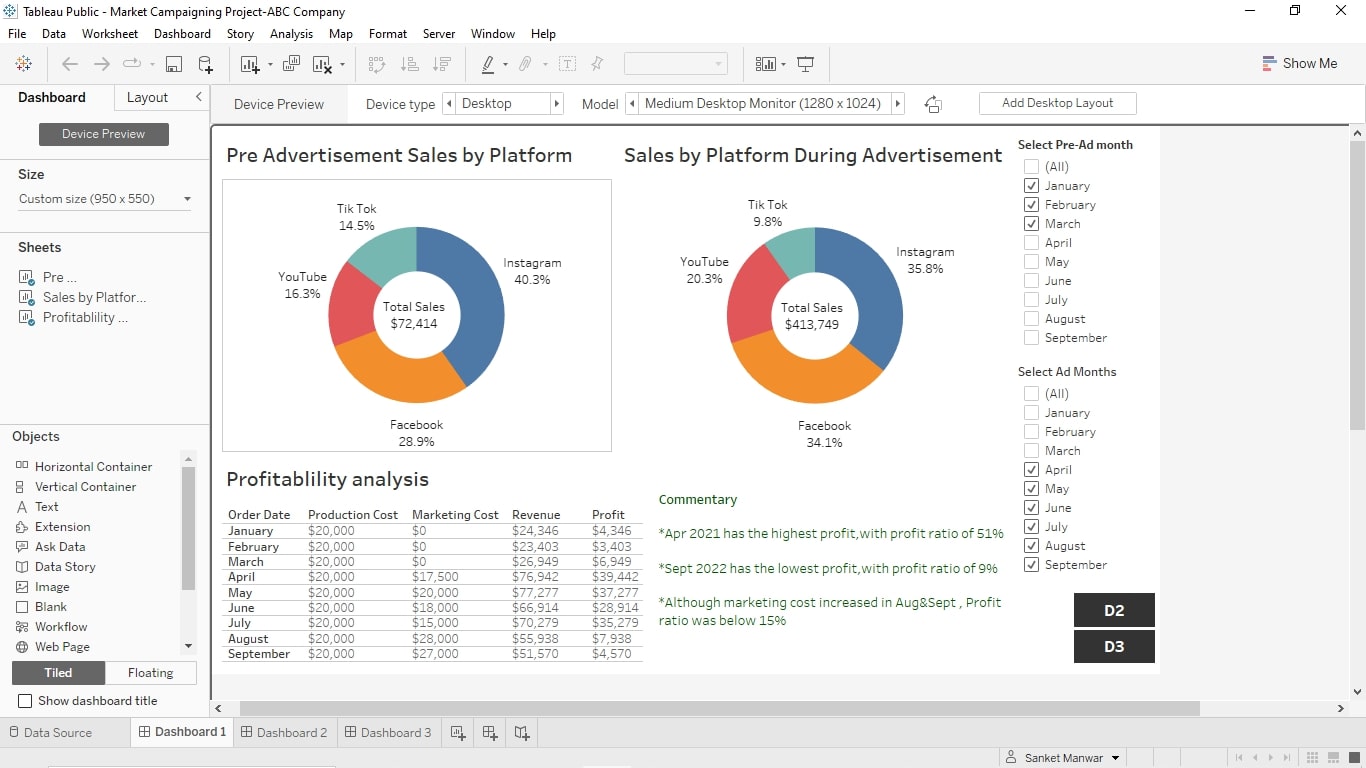 Tableau Public - Market Campaigning Project-ABC Company
File Data Worksheet Dashboard Story Analysis Map Format Server Window Help
Show Me
Dashboard Layout
Device Preview Device type Desktop Model Medium Desktop Monitor (1280 x 1024) Add Desktop Layout
Device Preview
Size
Custom size (950 x 550)
Sheets
Pre ...
Sales by Platfor...
Profitablility ...
Objects
Horizontal Container
Vertical Container
Text
Extension
Ask Data
Data Story
Image
Blank
Workflow
Web Page
Tiled Floating
Show dashboard title
Pre Advertisement Sales by Platform
Tik Tok
14.5%
YouTube
16.3%
Instagram
40.3%
Total Sales
$72,414
Facebook
28.9%
Sales by Platform During Advertisement
Tik Tok
9.8%
YouTube
20.3%
Instagram
35.8%
Total Sales
$413,749
Facebook
34.1%
Select Pre-Ad month
(All)
January
February
March
April
May
June
July
August
September
Select Ad Months
(All)
January
February
March
April
May
June
July
August
September
D2
D3
Profitablility analysis
Order Date Production Cost Marketing Cost Revenue Profit
January $20,000 $0 $24,346 $4,346
February $20,000 $0 $23,403 $3,403
March $20,000 $0 $26,949 $6,949
April $20,000 $17,500 $76,942 $39,442
May $20,000 $20,000 $77,277 $37,277
June $20,000 $18,000 $66,914 $28,914
July $20,000 $15,000 $70,279 $35,279
August $20,000 $28,000 $55,938 $7,938
September $20,000 $27,000 $51,570 $4,570
Commentary
*Apr 2021 has the highest profit,with profit ratio of 51%
*Sept 2022 has the lowest profit,with profit ratio of 9%
*Although marketing cost increased in Aug&Sept , Profit
ratio was below 15%
Data Source Dashboard 1 Dashboard 2 Dashboard 3
Sanket Manwar